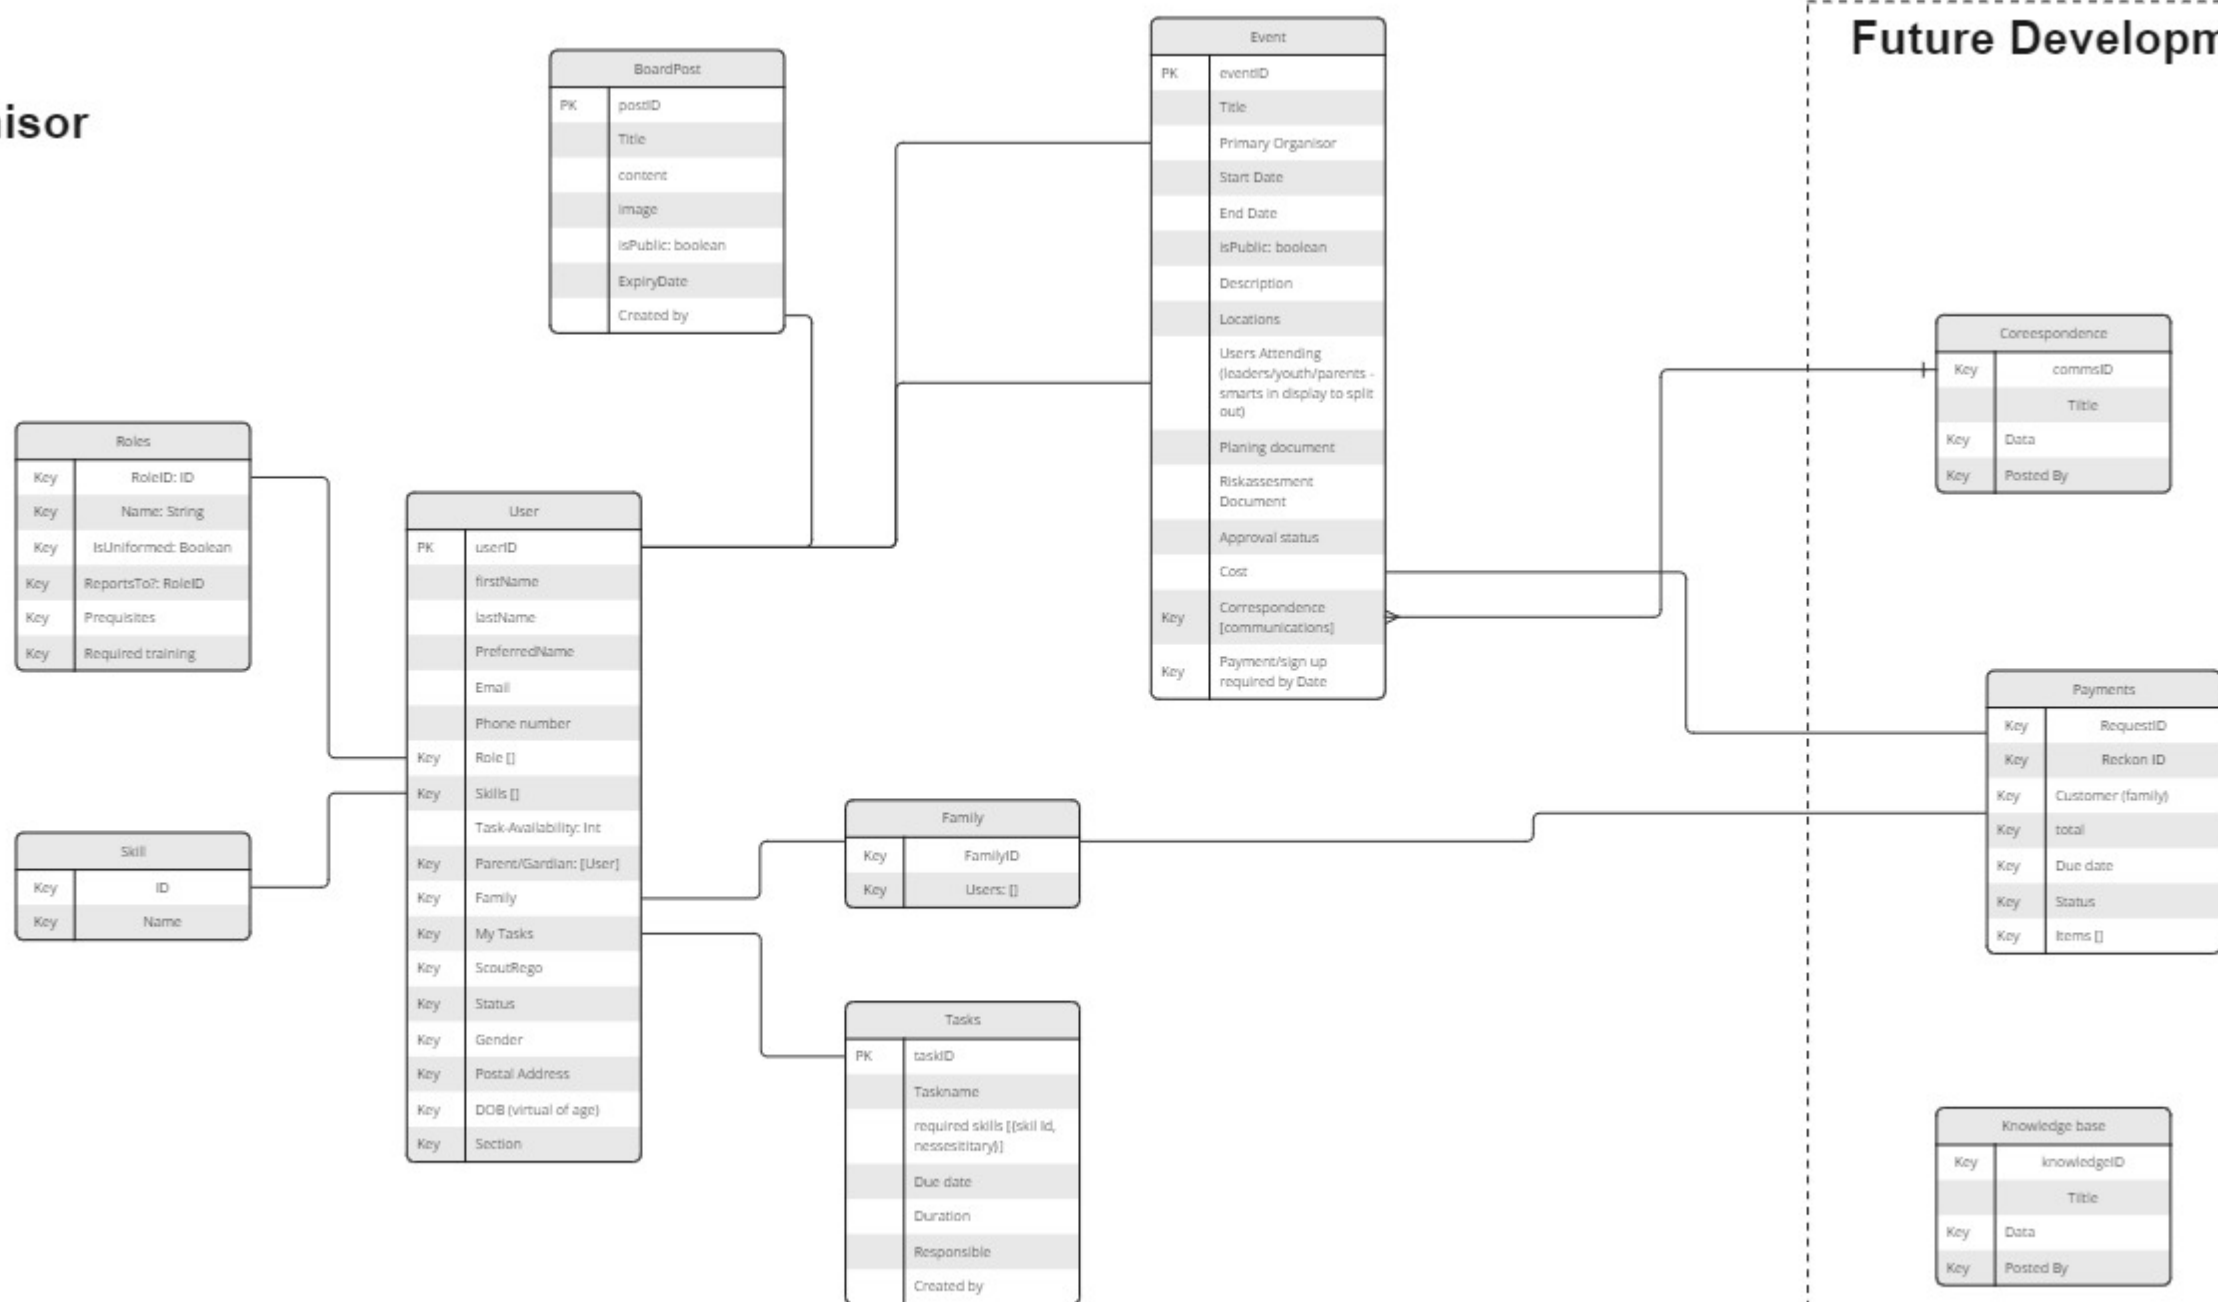 isor
Future Developm
BoardPost
PK postID
Title
content
image
isPublic: boolean
ExpiryDate
Created by
Event
PK eventID
Title
Primary Organisor
Start Date
End Date
isPublic: boolean
Description
Locations
Users Attending
(leaders/youth/parents -
smarts in display to split
out)
Planing document
Riskassesment
Document
Approval status
Cost
Key Correspondence
[communications]
Key Payment/sign up
required by Date
Coreespondence
Key commsID
Tiltle
Key Data
Key Posted By
Roles
Key RoleID: ID
Key Name: String
Key IsUniformed: Boolean
Key ReportsTo?: RoleID
Key Prequisites
Key Required training
User
PK userID
firstName
lastName
PreferredName
Email
Phone number
Key Role []
Key Skills []
Task-Availability: Int
Key Parent/Gardian: [User]
Key Family
Key My Tasks
Key ScoutRego
Key Status
Key Gender
Key Postal Address
Key DOB (virtual of age)
Key Section
Skill
Key ID
Key Name
Family
Key FamilyID
Key Users: []
Payments
Key RequestID
Key Reckon ID
Key Customer (family)
Key total
Key Due date
Key Status
Key Items []
Tasks
PK taskID
Taskname
required skills [{skil Id,
nessesititary}]
Due date
Duration
Responsible
Created by
Knowledge base
Key knowledgeID
Tiltle
Key Data
Key Posted By